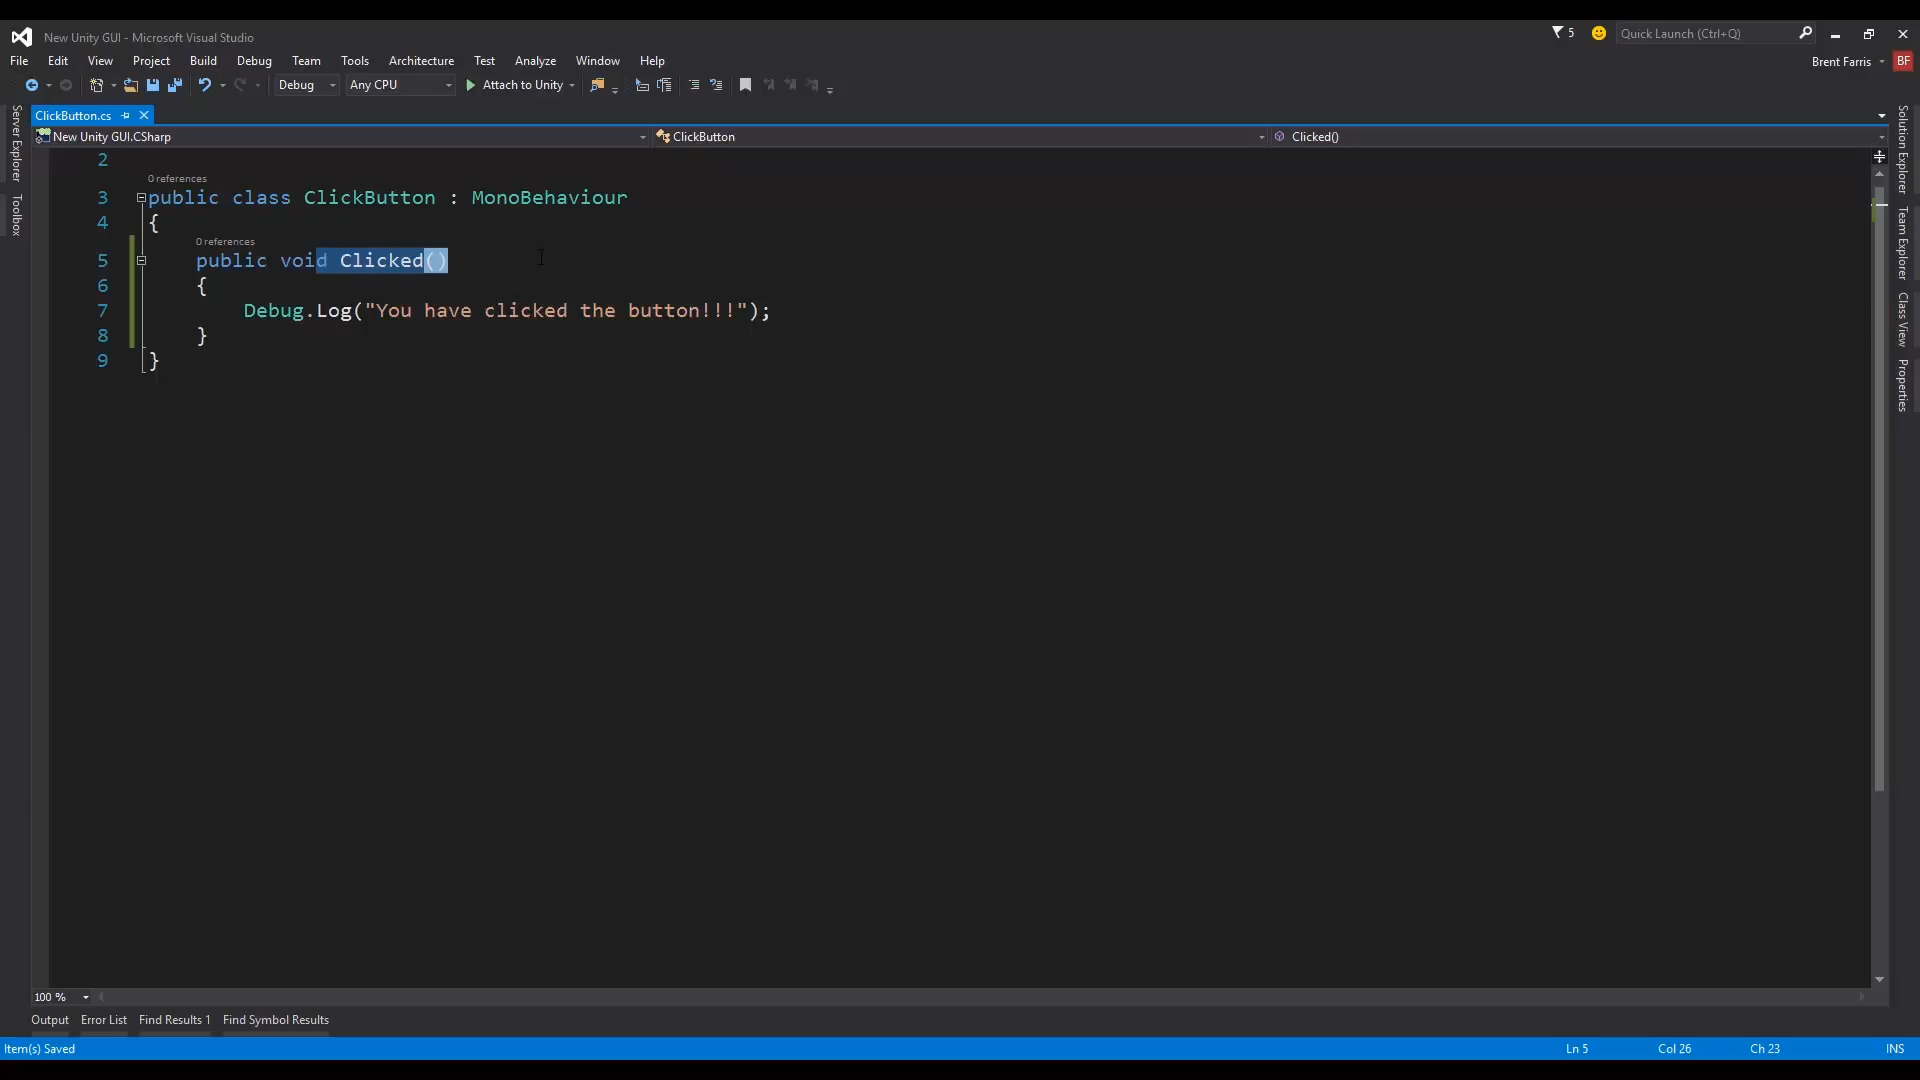 New Unity GUI - Microsoft Visual Studio
5
Quick Launch (Ctrl+Q)
File Edit View Project Build Debug Team Tools Architecture Test Analyze Window Help
Brent Farris
BF
Debug
Any CPU
Attach to Unity
Server Explorer
Toolbox
ClickButton.cs
New Unity GUI.CSharp
ClickButton
Clicked()
2
0 references
3 public class ClickButton : MonoBehaviour
4 {
0 references
5 public void Clicked()
6 {
7 Debug.Log("You have clicked the button!!!");
8 }
9 }
Solution Explorer
Team Explorer
Class View
Properties
100 %
Output Error List Find Results 1 Find Symbol Results
Item(s) Saved
Ln 5 Col 26 Ch 23 INS